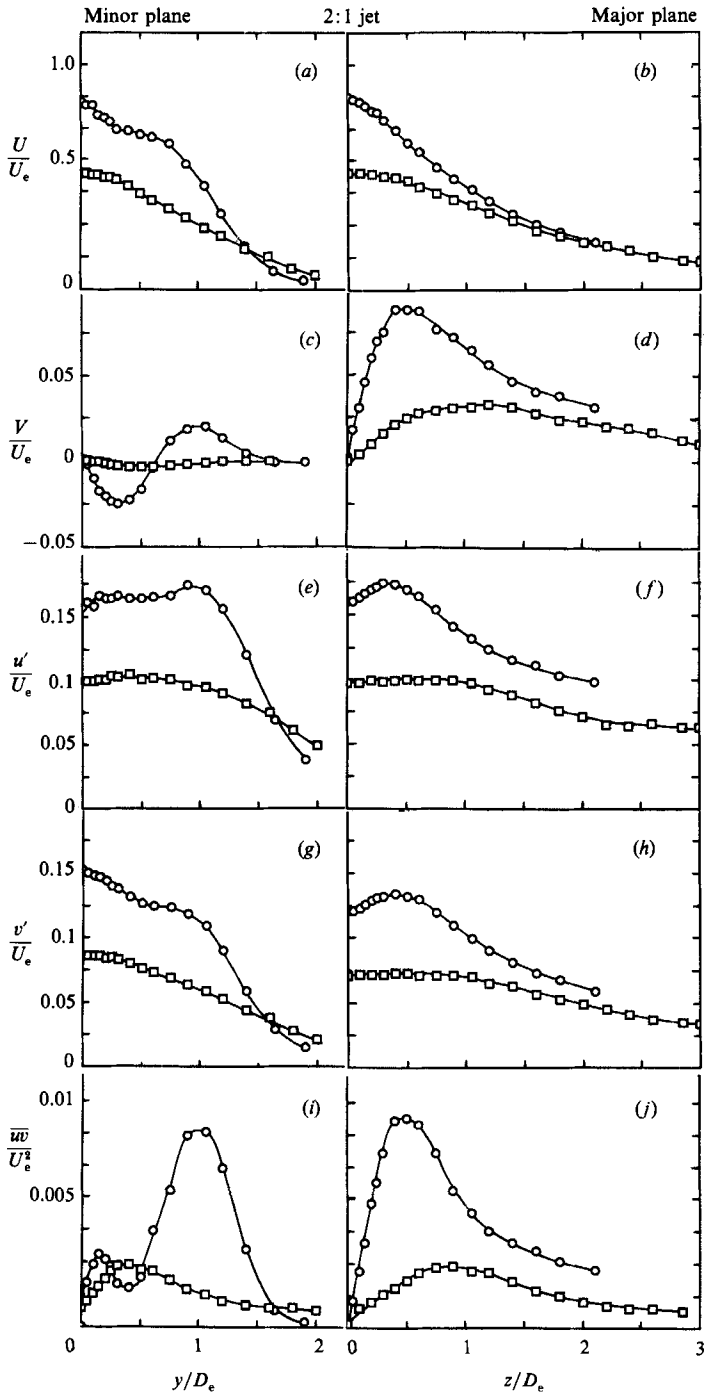 Minor plane 2:1 jet Major plane
1.0
U/U_e
0.5
0
(a)
(b)
0.05
V/U_e
0
−0.05
(c)
(d)
0.15
u′/U_e
0.1
0.05
0
(e)
(f)
0.15
v′/U_e
0.1
0.05
0
(g)
(h)
0.01
\overline{uv}/U_e^2
0.005
(i)
(j)
0 1 2 0 1 2 3
y/D_e z/D_e